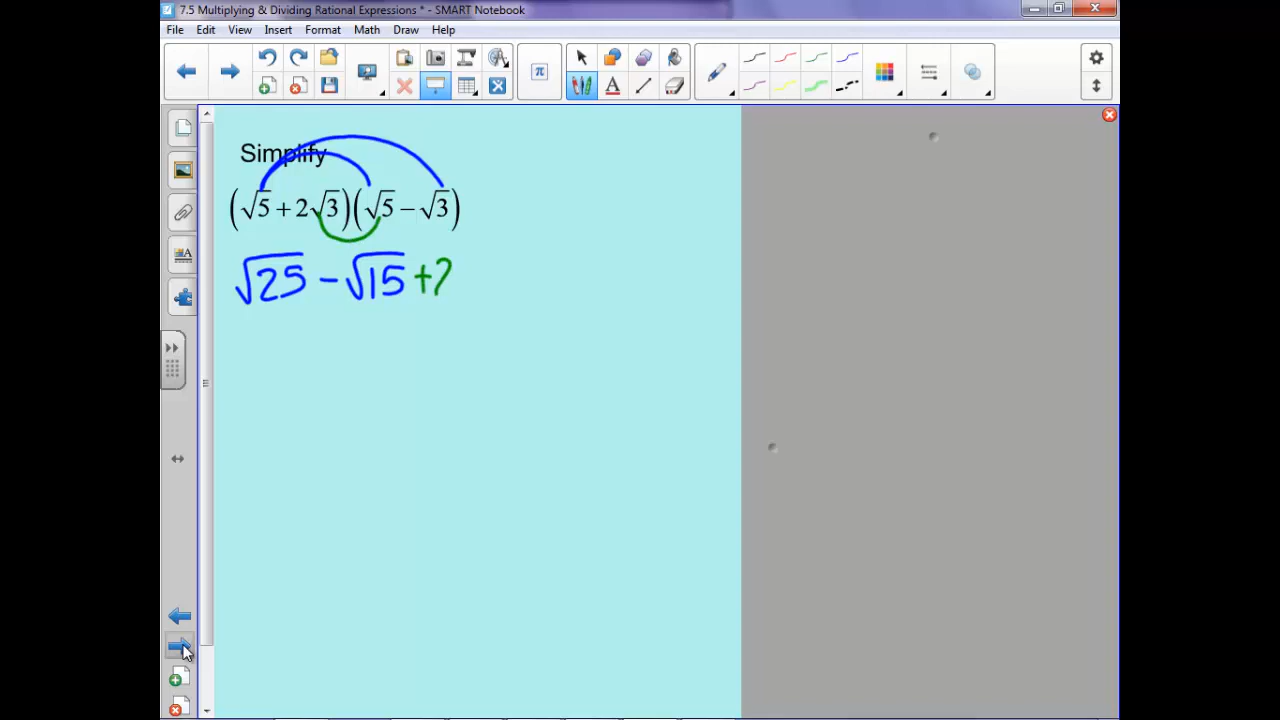 7.5 Multiplying & Dividing Rational Expressions * - SMART Notebook
File Edit View Insert Format Math Draw Help
π
A
Simplify
(√5 + 2√3)(√5 − √3)
√25 − √15 +2